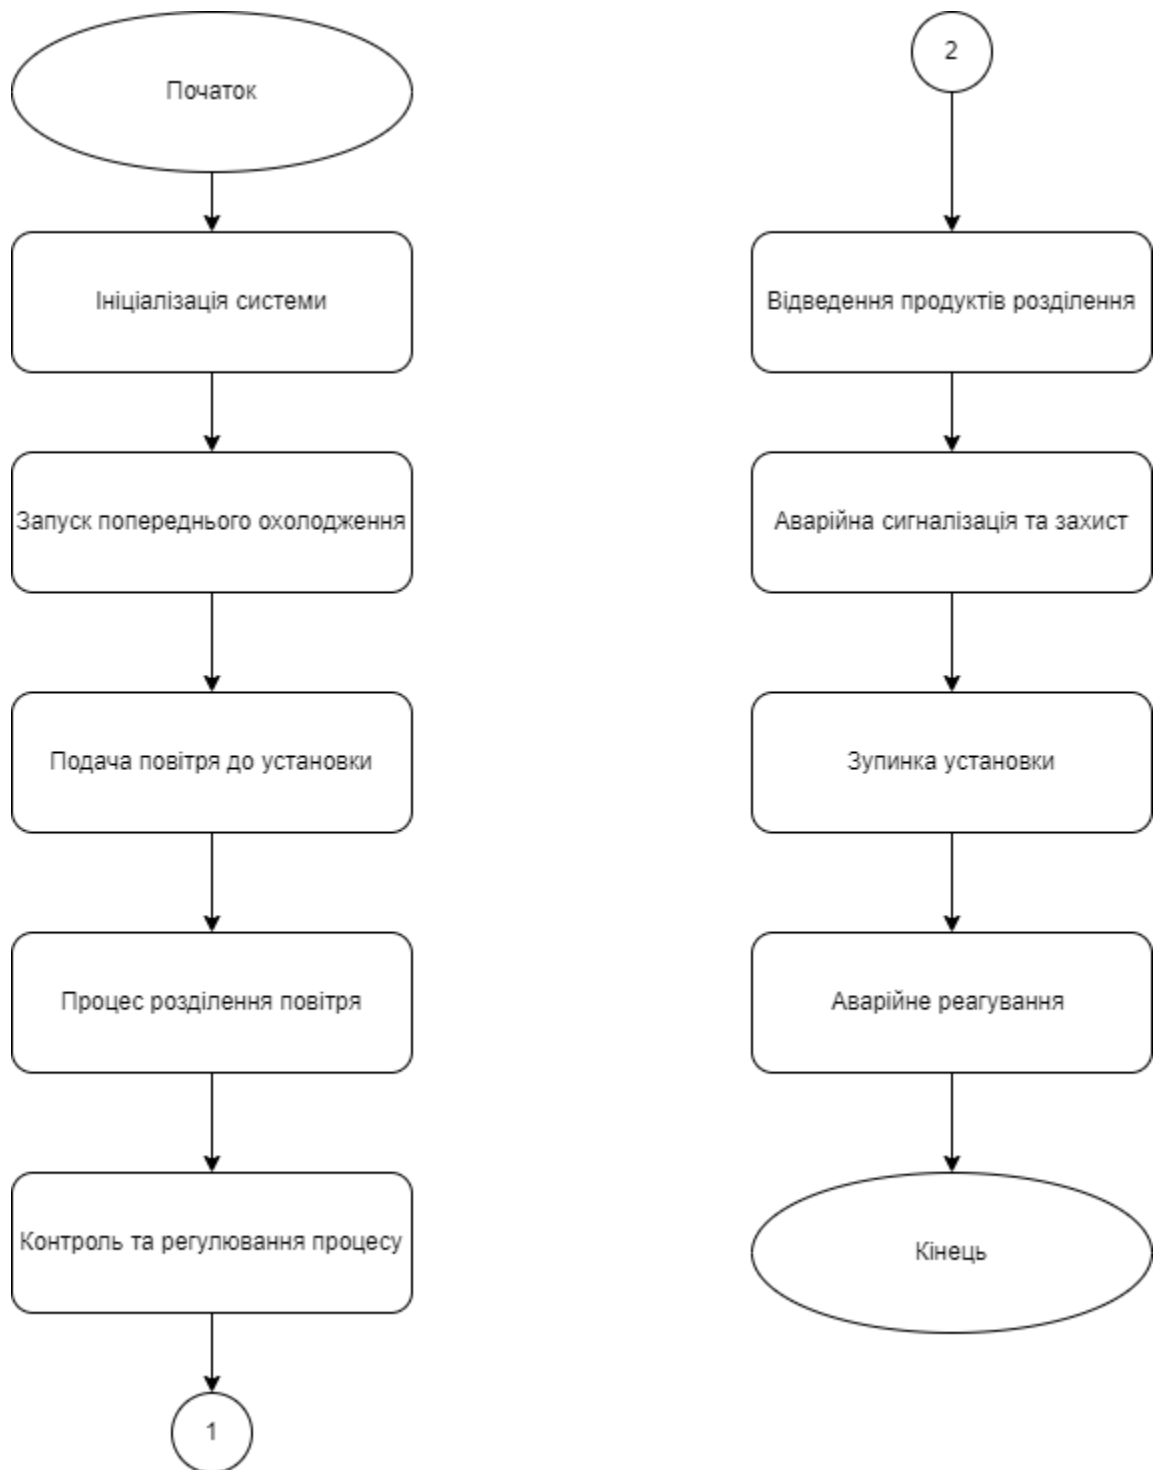 Початок
Ініціалізація системи
Запуск попереднього охолодження
Подача повітря до установки
Процес розділення повітря
Контроль та регулювання процесу
1
2
Відведення продуктів розділення
Аварійна сигналізація та захист
Зупинка установки
Аварійне реагування
Кінець